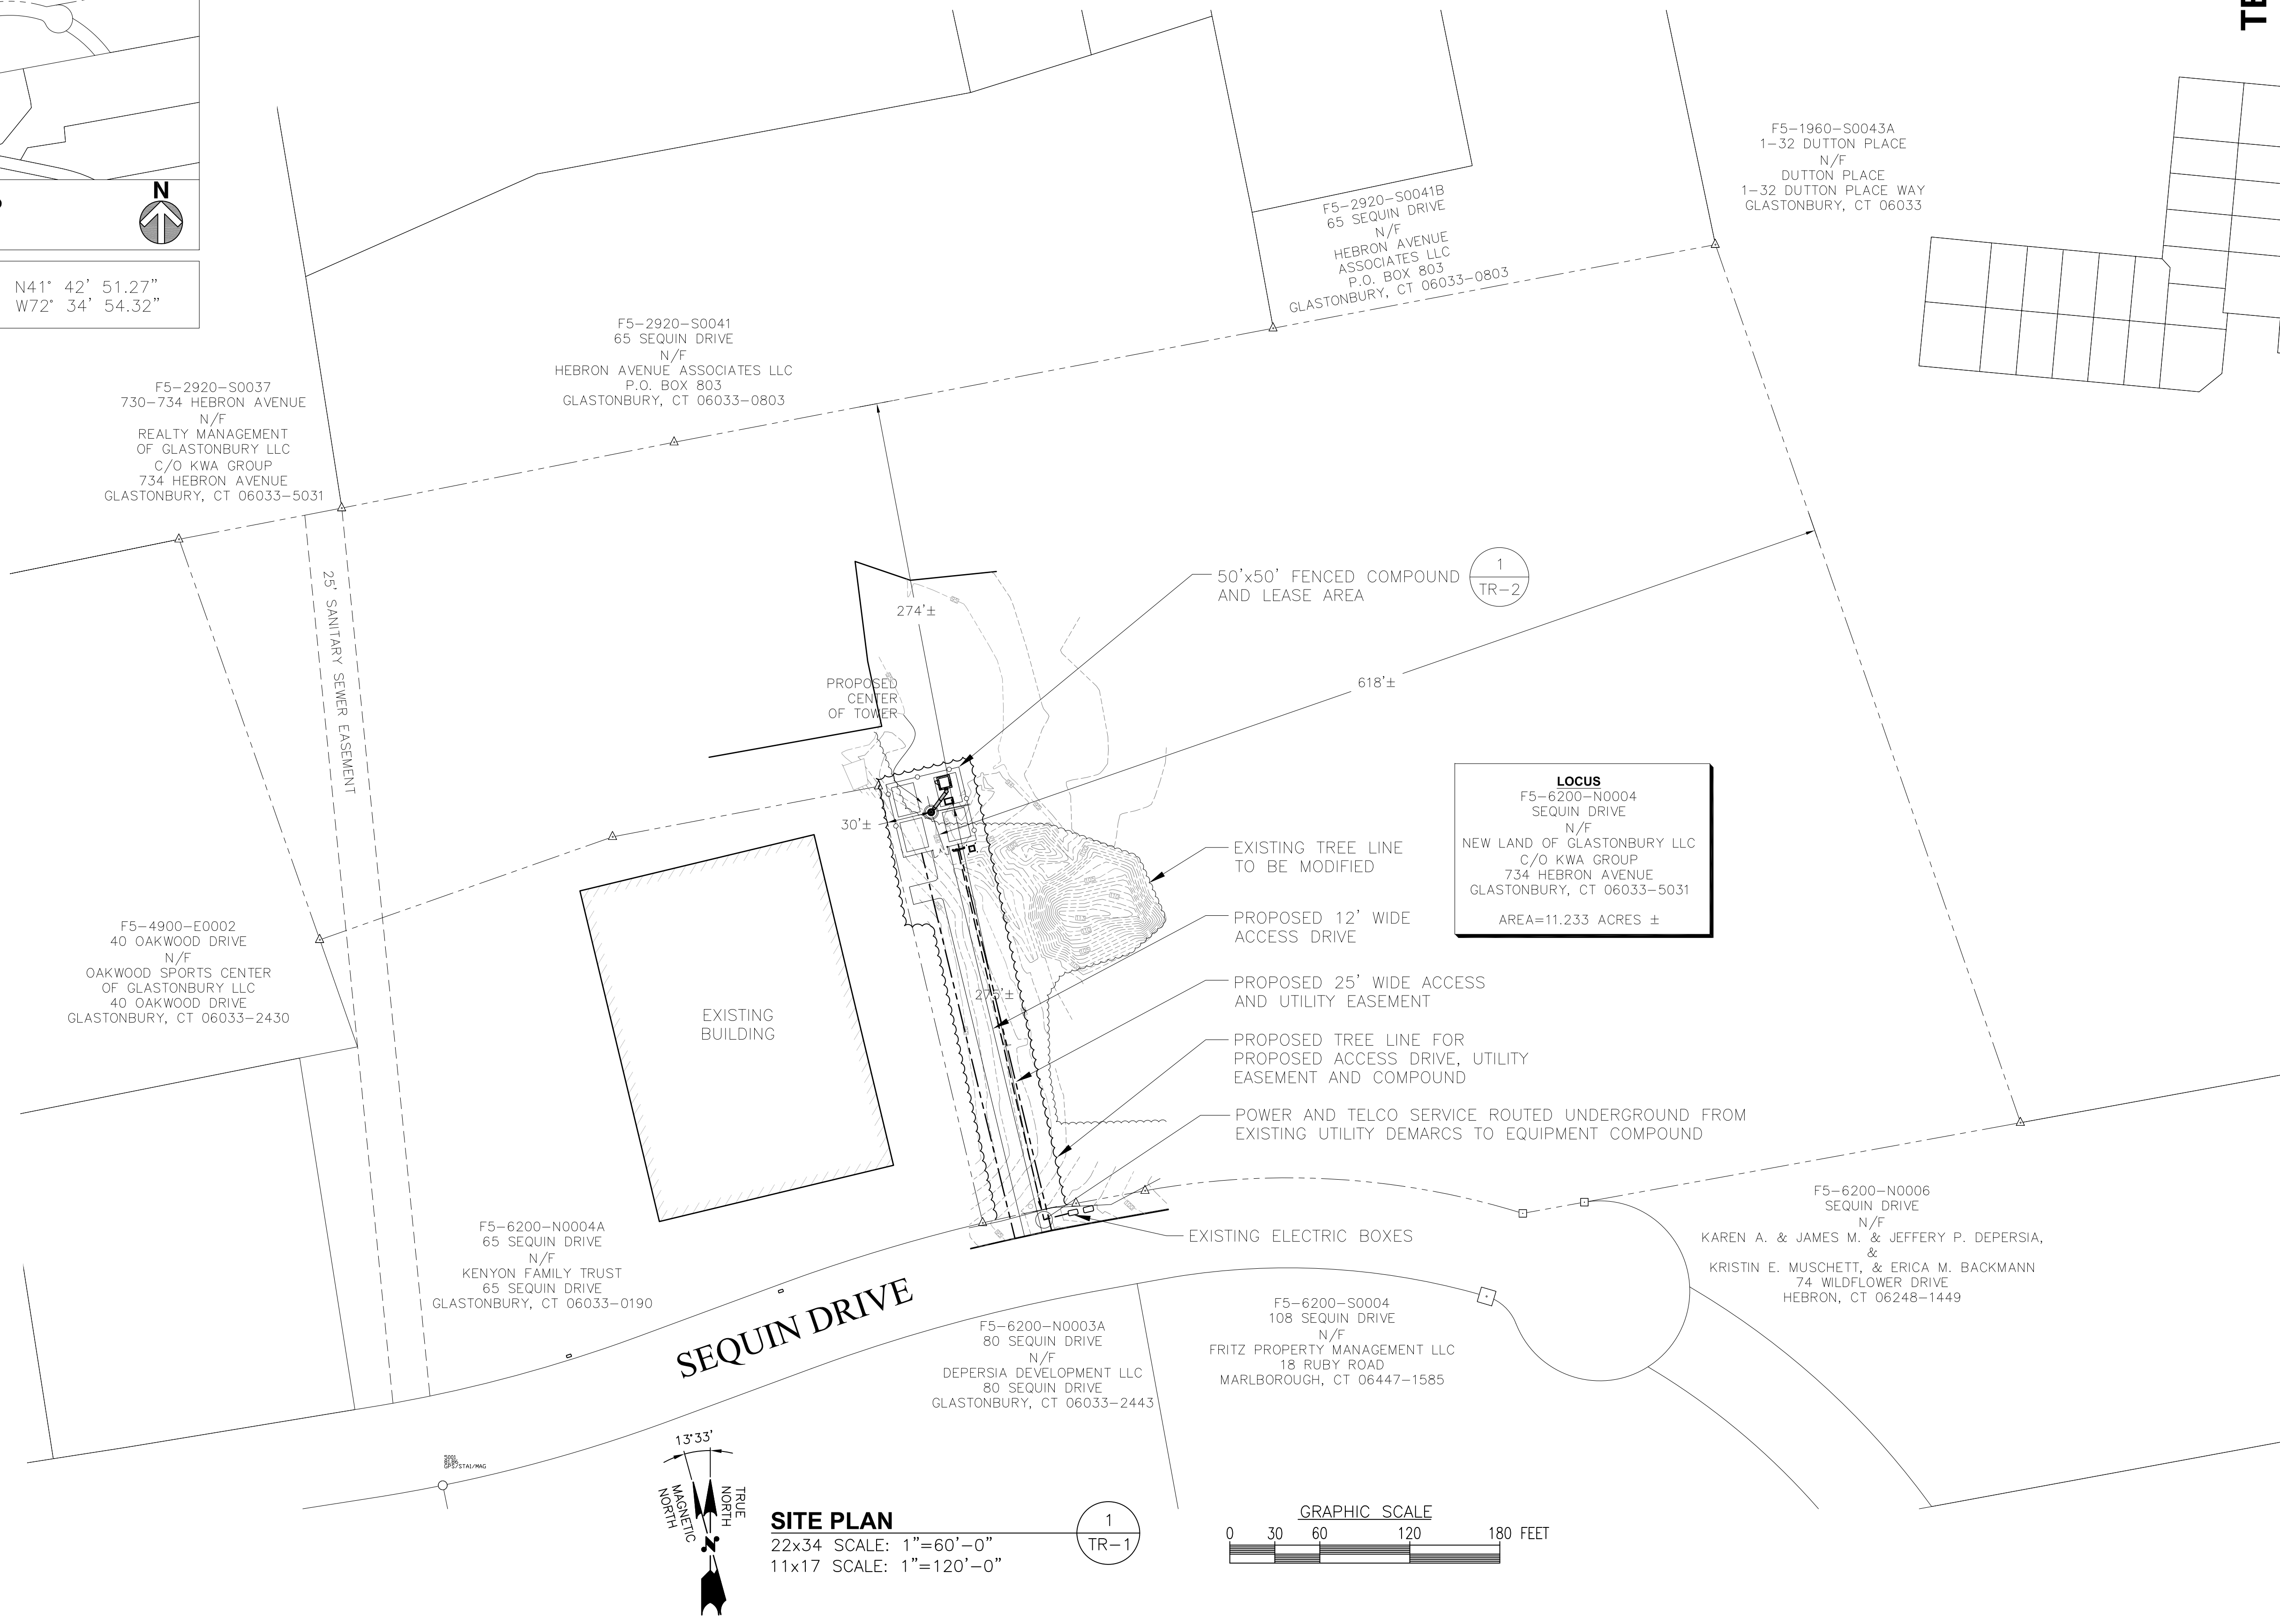 TE
N
N41° 42' 51.27"
W72° 34' 54.32"
F5-1960-S0043A
1-32 DUTTON PLACE
N/F
DUTTON PLACE
1-32 DUTTON PLACE WAY
GLASTONBURY, CT 06033
F5-2920-S0041B
65 SEQUIN DRIVE
N/F
HEBRON AVENUE
ASSOCIATES LLC
P.O. BOX 803
GLASTONBURY, CT 06033-0803
F5-2920-S0041
65 SEQUIN DRIVE
N/F
HEBRON AVENUE ASSOCIATES LLC
P.O. BOX 803
GLASTONBURY, CT 06033-0803
F5-2920-S0037
730-734 HEBRON AVENUE
N/F
REALTY MANAGEMENT
OF GLASTONBURY LLC
C/O KWA GROUP
734 HEBRON AVENUE
GLASTONBURY, CT 06033-5031
25' SANITARY SEWER EASEMENT
274'±
50'x50' FENCED COMPOUND
AND LEASE AREA
1
TR-2
618'±
PROPOSED
CENTER
OF TOWER
30'±
LOCUS
F5-6200-N0004
SEQUIN DRIVE
N/F
NEW LAND OF GLASTONBURY LLC
C/O KWA GROUP
734 HEBRON AVENUE
GLASTONBURY, CT 06033-5031
AREA=11.233 ACRES ±
EXISTING TREE LINE
TO BE MODIFIED
PROPOSED 12' WIDE
ACCESS DRIVE
275'±
PROPOSED 25' WIDE ACCESS
AND UTILITY EASEMENT
PROPOSED TREE LINE FOR
PROPOSED ACCESS DRIVE, UTILITY
EASEMENT AND COMPOUND
POWER AND TELCO SERVICE ROUTED UNDERGROUND FROM
EXISTING UTILITY DEMARCS TO EQUIPMENT COMPOUND
EXISTING ELECTRIC BOXES
F5-4900-E0002
40 OAKWOOD DRIVE
N/F
OAKWOOD SPORTS CENTER
OF GLASTONBURY LLC
40 OAKWOOD DRIVE
GLASTONBURY, CT 06033-2430
EXISTING
BUILDING
F5-6200-N0004A
65 SEQUIN DRIVE
N/F
KENYON FAMILY TRUST
65 SEQUIN DRIVE
GLASTONBURY, CT 06033-0190
SEQUIN DRIVE
F5-6200-N0003A
80 SEQUIN DRIVE
N/F
DEPERSIA DEVELOPMENT LLC
80 SEQUIN DRIVE
GLASTONBURY, CT 06033-2443
F5-6200-S0004
108 SEQUIN DRIVE
N/F
FRITZ PROPERTY MANAGEMENT LLC
18 RUBY ROAD
MARLBOROUGH, CT 06447-1585
F5-6200-N0006
SEQUIN DRIVE
N/F
KAREN A. & JAMES M. & JEFFERY P. DEPERSIA,
&
KRISTIN E. MUSCHETT, & ERICA M. BACKMANN
74 WILDFLOWER DRIVE
HEBRON, CT 06248-1449
GPS/STA1/MAG
13°33'
MAGNETIC
NORTH
TRUE
NORTH
N
SITE PLAN
22x34 SCALE: 1"=60'-0"
11x17 SCALE: 1"=120'-0"
1
TR-1
GRAPHIC SCALE
0 30 60 120 180 FEET